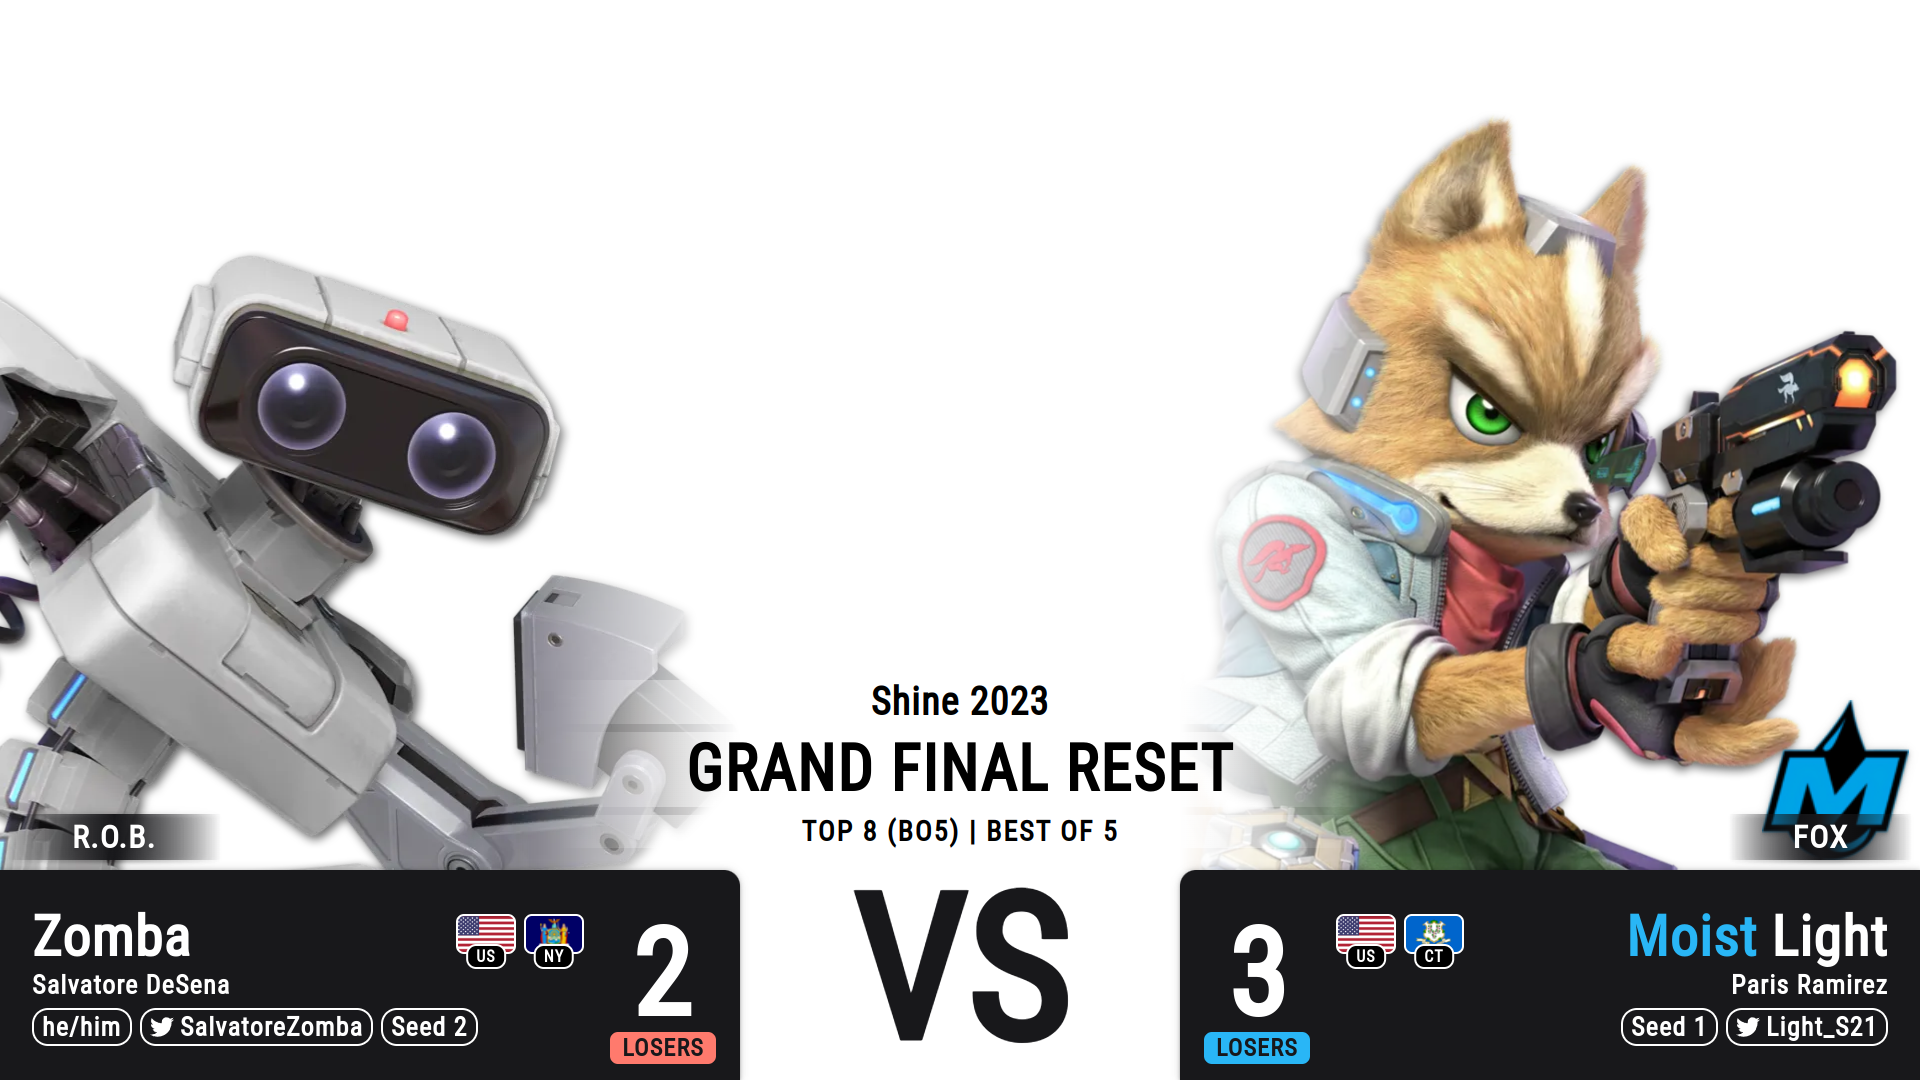 Shine 2023
GRAND FINAL RESET
TOP 8 (BO5) | BEST OF 5
VS
R.O.B.
Zomba
Salvatore DeSena
he/him SalvatoreZomba Seed 2
US NY
2
LOSERS
M
FOX
3
LOSERS
US CT
Moist Light
Paris Ramirez
Seed 1 Light_S21